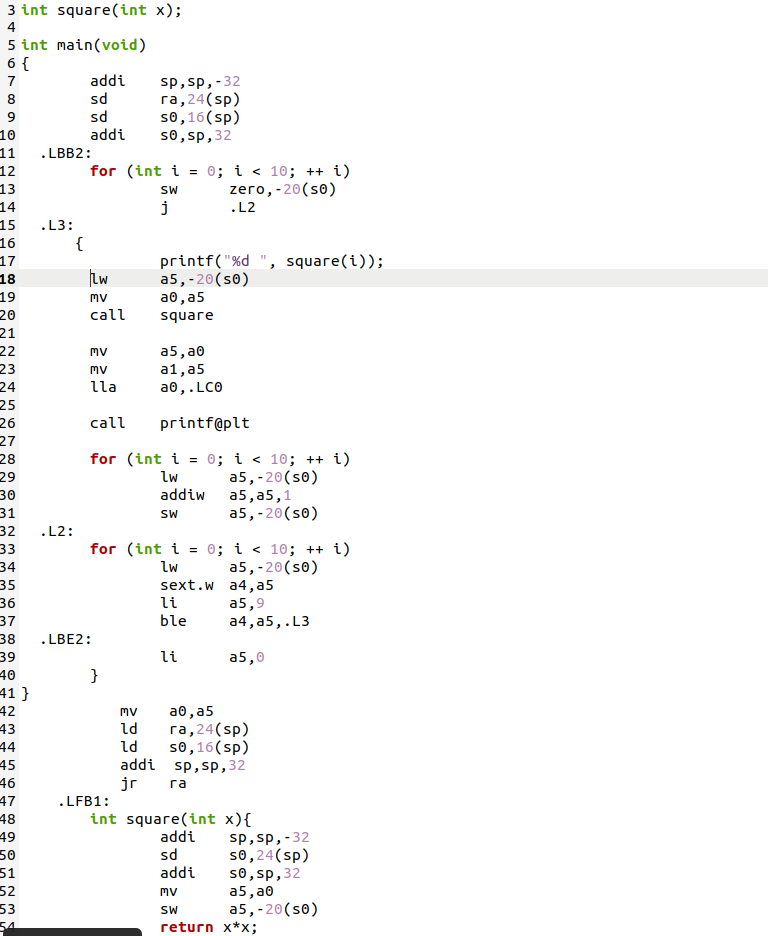 3 int square(int x);
4
5 int main(void)
6 {
7         addi    sp,sp,-32
8         sd      ra,24(sp)
9         sd      s0,16(sp)
10         addi    s0,sp,32
11   .LBB2:
12         for (int i = 0; i < 10; ++ i)
13                 sw      zero,-20(s0)
14                 j       .L2
15   .L3:
16       {
17                 printf("%d ", square(i));
18         lw      a5,-20(s0)
19         mv      a0,a5
20         call    square
21
22         mv      a5,a0
23         mv      a1,a5
24         lla     a0,.LC0
25
26         call    printf@plt
27
28         for (int i = 0; i < 10; ++ i)
29                 lw      a5,-20(s0)
30                 addiw   a5,a5,1
31                 sw      a5,-20(s0)
32   .L2:
33         for (int i = 0; i < 10; ++ i)
34                 lw      a5,-20(s0)
35                 sext.w  a4,a5
36                 li      a5,9
37                 ble     a4,a5,.L3
38   .LBE2:
39                 li      a5,0
40         }
41 }
42            mv    a0,a5
43            ld    ra,24(sp)
44            ld    s0,16(sp)
45            addi  sp,sp,32
46            jr    ra
47     .LFB1:
48         int square(int x){
49                 addi    sp,sp,-32
50                 sd      s0,24(sp)
51                 addi    s0,sp,32
52                 mv      a5,a0
53                 sw      a5,-20(s0)
54                 return x*x;